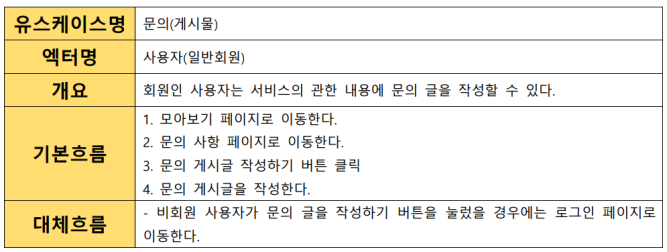 유스케이스명 문의(게시물)
엑터명 사용자(일반회원)
개요 회원인 사용자는 서비스의 관한 내용에 문의 글을 작성할 수 있다.
기본흐름
1. 모아보기 페이지로 이동한다.
2. 문의 사항 페이지로 이동한다.
3. 문의 게시글 작성하기 버튼 클릭
4. 문의 게시글을 작성한다.
대체흐름
- 비회원 사용자가 문의 글을 작성하기 버튼을 눌렀을 경우에는 로그인 페이지로
이동한다.